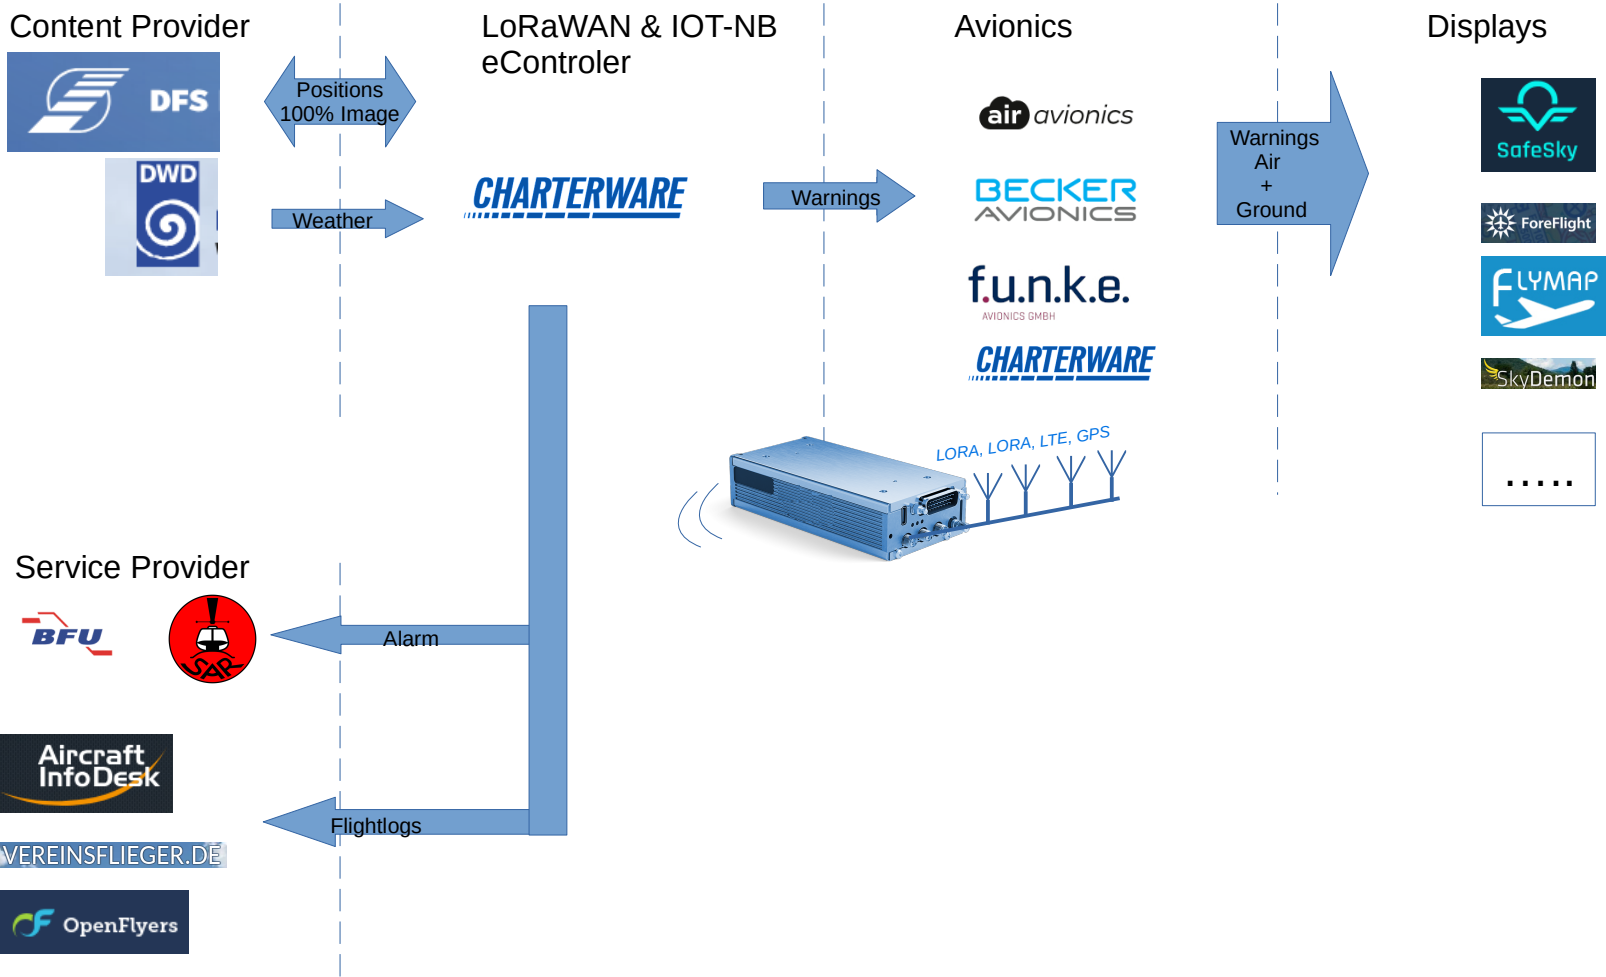 Content Provider
LoRaWAN & IOT-NB
eControler
Avionics
Displays
DFS
Positions
100% Image
DWD
Weather
CHARTERWARE
Warnings
air avionics
BECKER
AVIONICS
f.u.n.k.e.
AVIONICS GMBH
CHARTERWARE
Warnings
Air
+
Ground
SafeSky
ForeFlight
FLYMAP
SkyDemon
.....
LORA, LORA, LTE, GPS
Service Provider
BFU
SAR
Alarm
Aircraft
InfoDesk
Flightlogs
VEREINSFLIEGER.DE
OpenFlyers